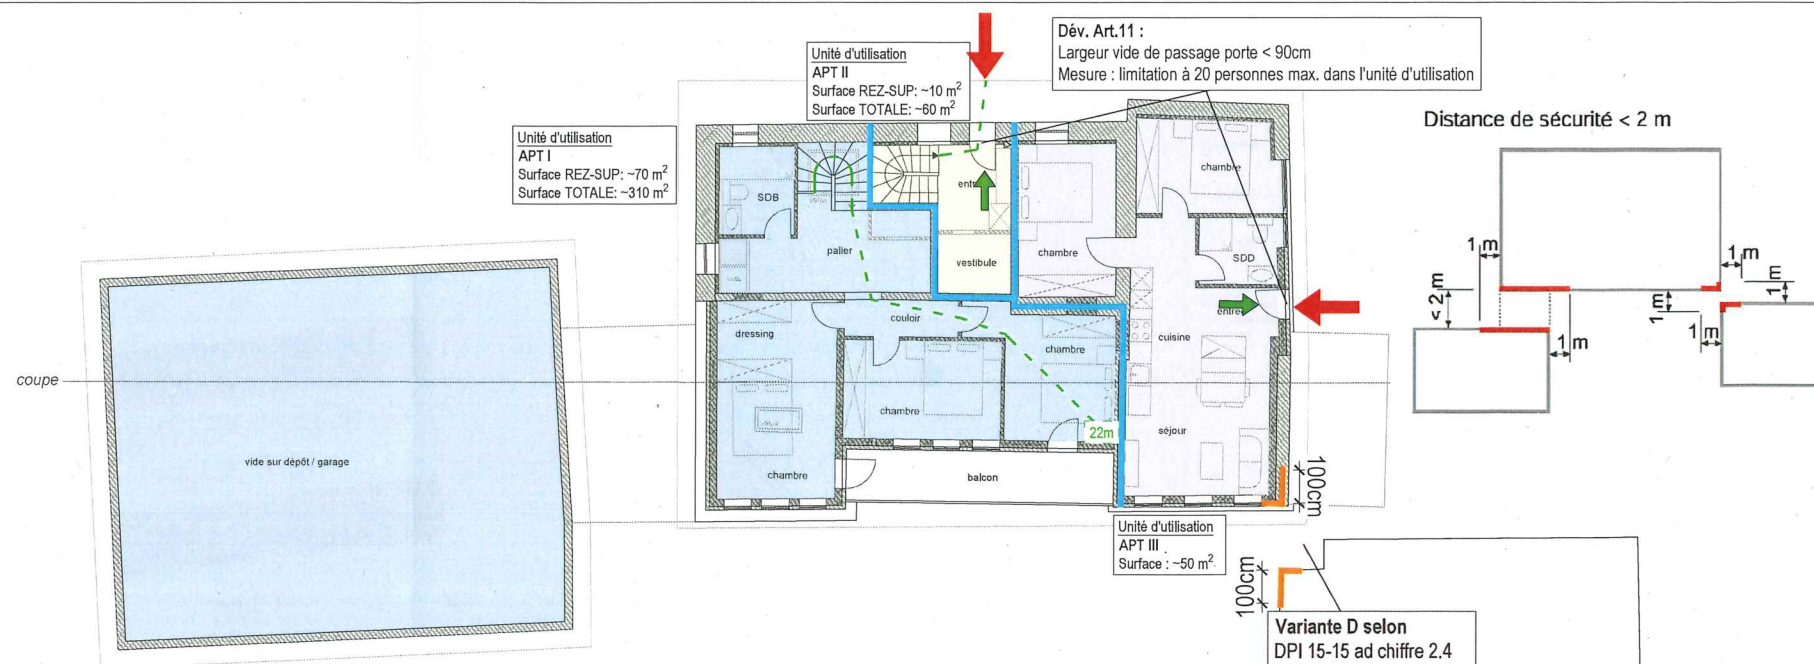 Unité d'utilisation
APT I
Surface REZ-SUP: ~70 m²
Surface TOTALE: ~310 m²
Unité d'utilisation
APT II
Surface REZ-SUP: ~10 m²
Surface TOTALE: ~60 m²
Dév. Art.11 :
Largeur vide de passage porte < 90cm
Mesure : limitation à 20 personnes max. dans l'unité d'utilisation
Distance de sécurité < 2 m
1 m
1 m
< 2 m
1 m
1 m
1 m
1 m
coupe
vide sur dépôt / garage
SDB
palier
vestibule
chambre
chambre
SDD
dressing
couloir
chambre
chambre
chambre
22m
balcon
cuisine
séjour
100cm
Unité d'utilisation
APT III
Surface : ~50 m²
100cm
Variante D selon
DPI 15-15 ad chiffre 2.4